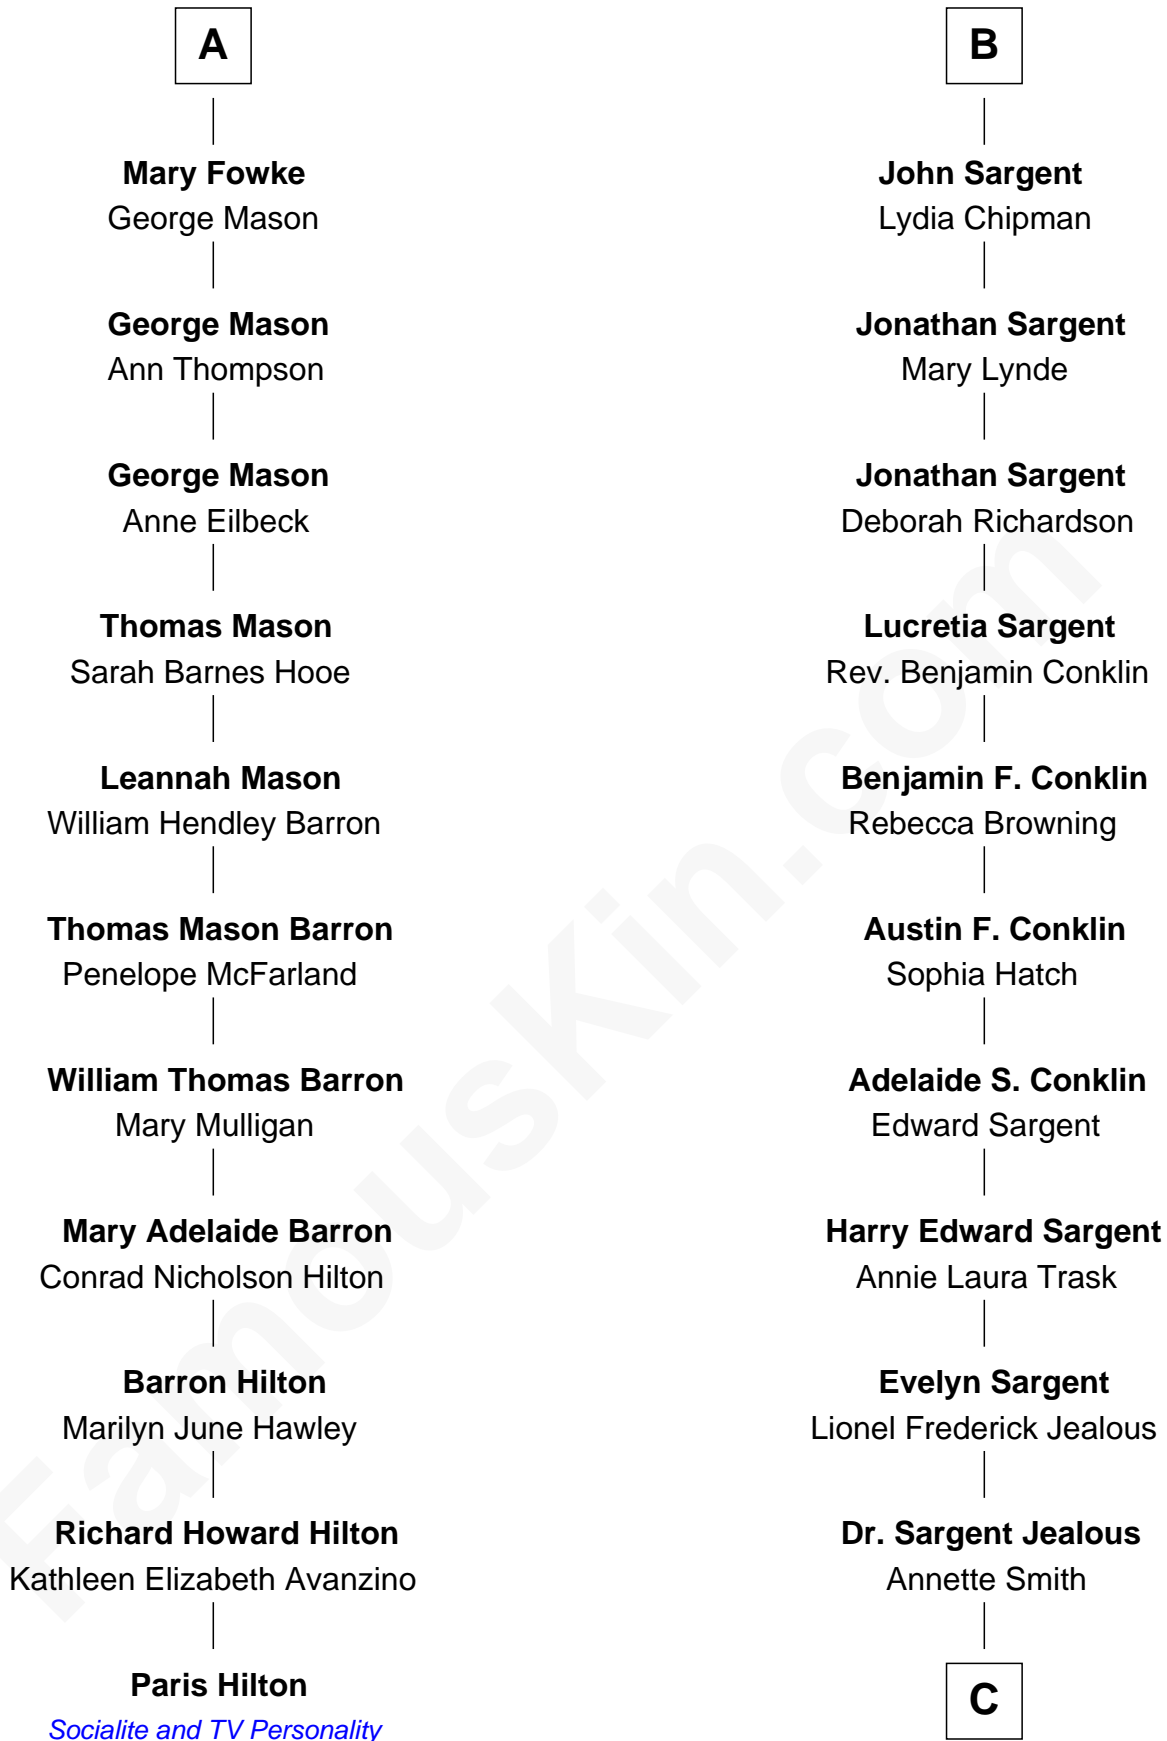 A
Mary Fowke
George Mason
George Mason
Ann Thompson
George Mason
Anne Eilbeck
Thomas Mason
Sarah Barnes Hooe
Leannah Mason
William Hendley Barron
Thomas Mason Barron
Penelope McFarland
William Thomas Barron
Mary Mulligan
Mary Adelaide Barron
Conrad Nicholson Hilton
Barron Hilton
Marilyn June Hawley
Richard Howard Hilton
Kathleen Elizabeth Avanzino
Paris Hilton
Socialite and TV Personality
B
John Sargent
Lydia Chipman
Jonathan Sargent
Mary Lynde
Jonathan Sargent
Deborah Richardson
Lucretia Sargent
Rev. Benjamin Conklin
Benjamin F. Conklin
Rebecca Browning
Austin F. Conklin
Sophia Hatch
Adelaide S. Conklin
Edward Sargent
Harry Edward Sargent
Annie Laura Trask
Evelyn Sargent
Lionel Frederick Jealous
Dr. Sargent Jealous
Annette Smith
C
FamousKin.com